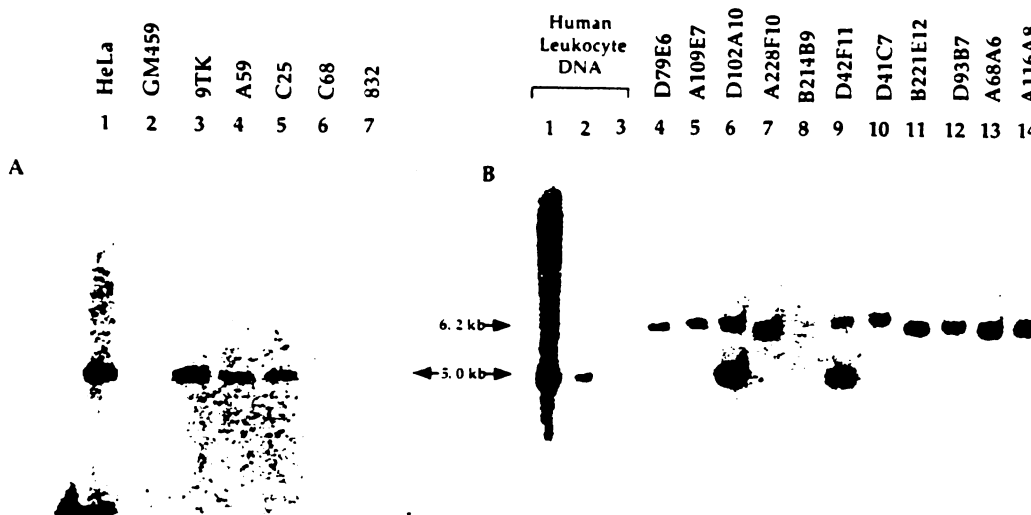 HeLa GM459 9TK A59 C25 C68 832
1 2 3 4 5 6 7
A
Human
Leukocyte
DNA
D79E6 A109E7 D102A10 A228F10 B214B9 D42F11 D41C7 B221E12 D93B7 A68A6 A116A8
1 2 3 4 5 6 7 8 9 10 11 12 13 14
B
6.2 kb
5.0 kb